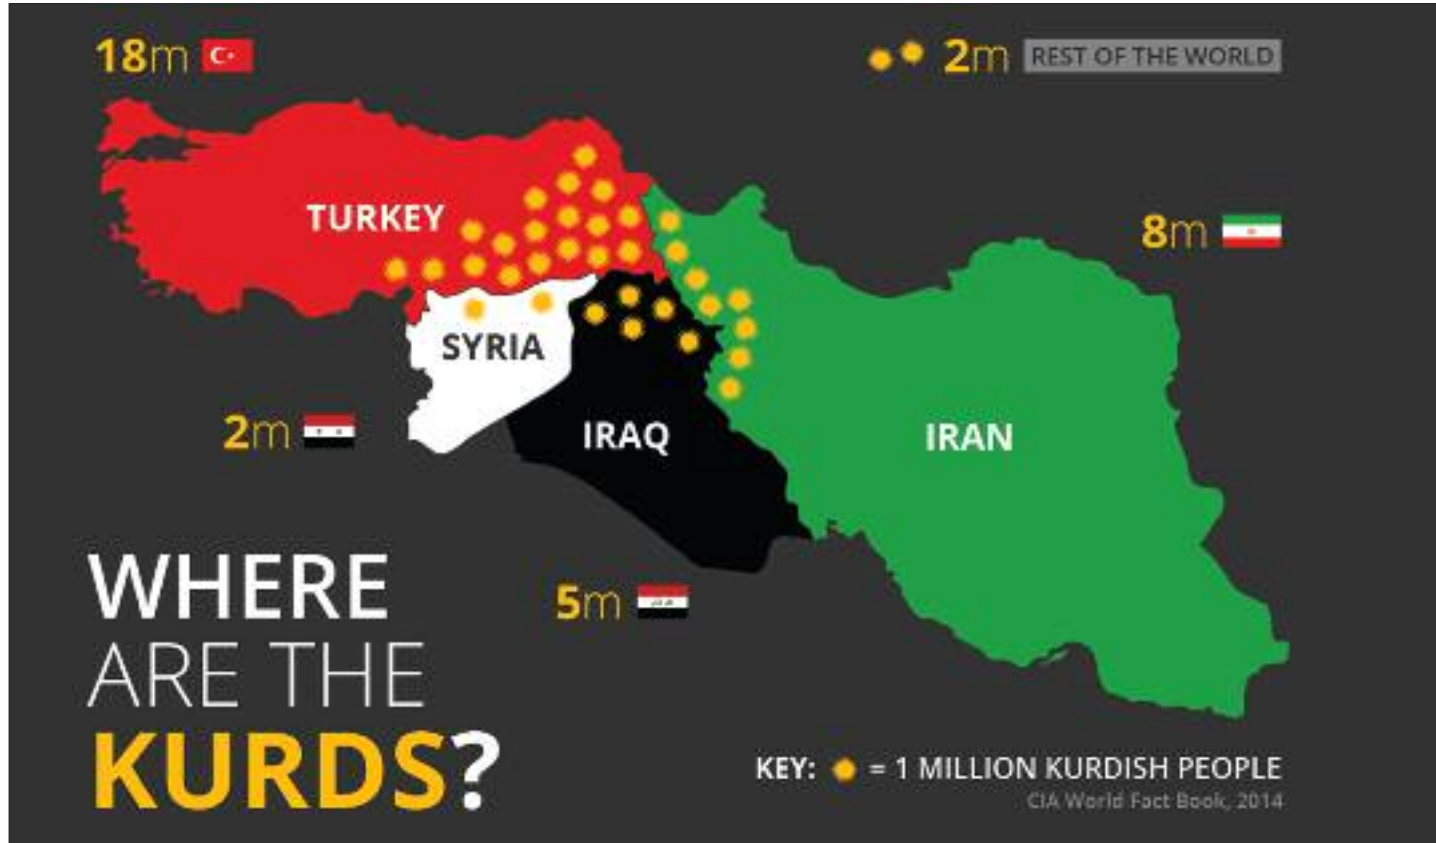 18m
2m REST OF THE WORLD
TURKEY
8m
SYRIA
2m
IRAQ
IRAN
5m
WHERE
ARE THE
KURDS?
KEY: = 1 MILLION KURDISH PEOPLE
CIA World Fact Book, 2014